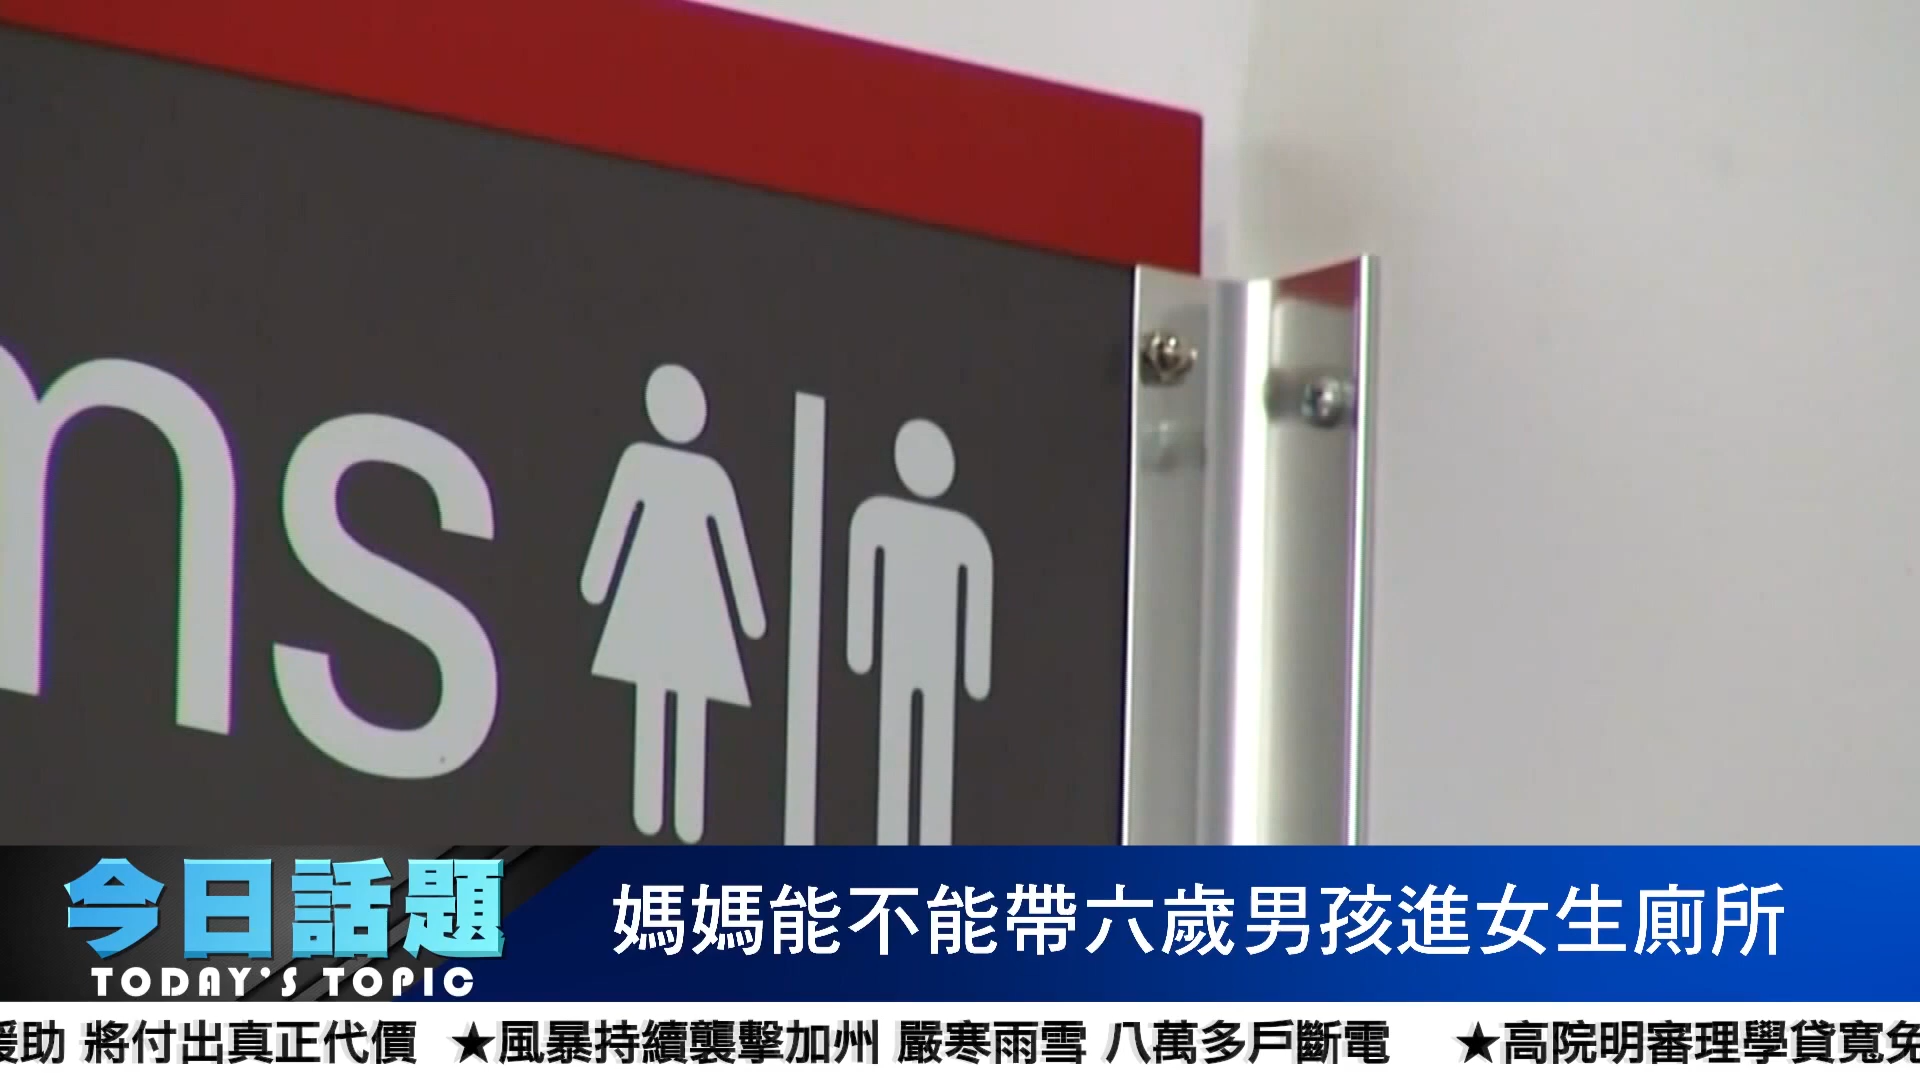 ms
今日話題
TODAY'S TOPIC
媽媽能不能帶六歲男孩進女生廁所
援助 將付出真正代價 ★風暴持續襲擊加州 嚴寒雨雪 八萬多戶斷電 ★高院明審理學貸寬免